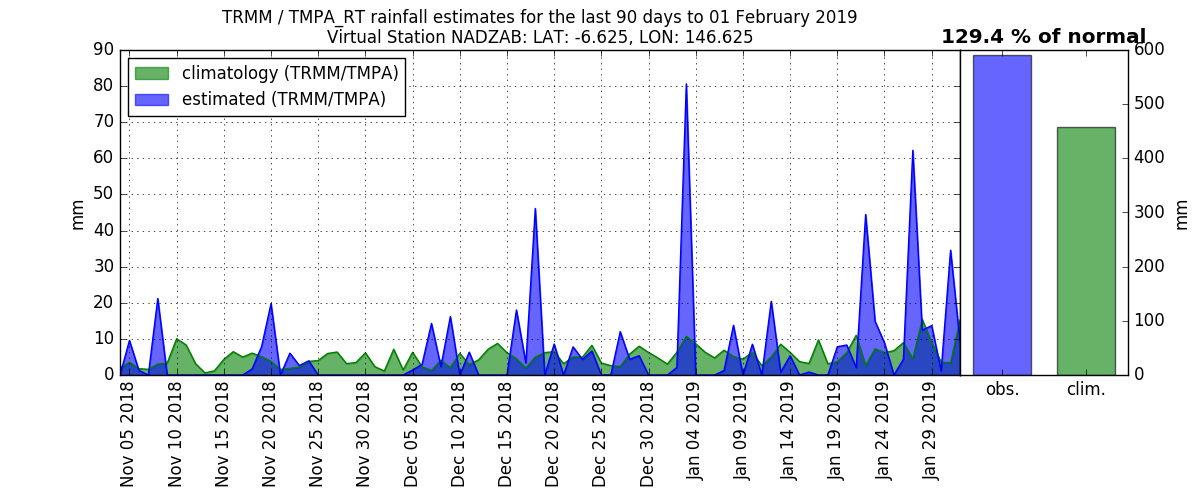 TRMM / TMPA_RT rainfall estimates for the last 90 days to 01 February 2019
Virtual Station NADZAB: LAT: -6.625, LON: 146.625
129.4 % of normal
climatology (TRMM/TMPA)
estimated (TRMM/TMPA)
90
80
70
60
50
40
30
20
10
0
mm
Nov 05 2018
Nov 10 2018
Nov 15 2018
Nov 20 2018
Nov 25 2018
Nov 30 2018
Dec 05 2018
Dec 10 2018
Dec 15 2018
Dec 20 2018
Dec 25 2018
Dec 30 2018
Jan 04 2019
Jan 09 2019
Jan 14 2019
Jan 19 2019
Jan 24 2019
Jan 29 2019
600
500
400
300
200
100
0
mm
obs.
clim.